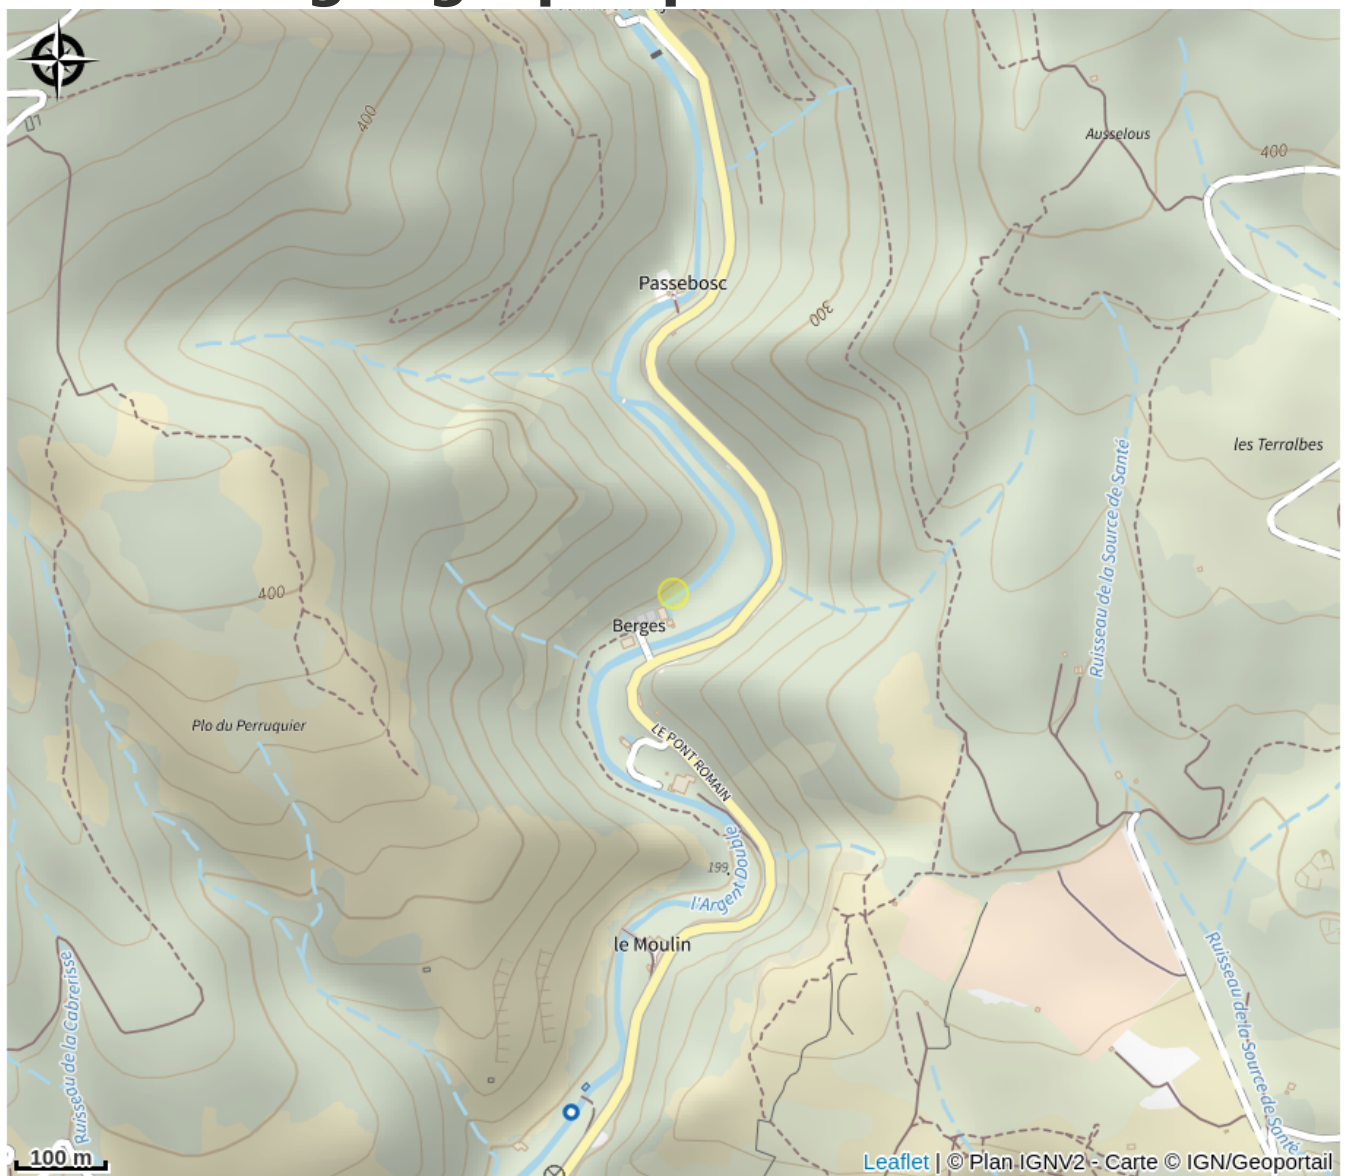 400
Ausselous
400
Passebosc
300
les Terralbes
Ruisseau de la Source de Santé
400
Berges
Plo du Perruquier
LE PONT ROMAIN
199
l'Argent Double
le Moulin
Ruisseau de la Cabrerisse
Ruisseau de la Source de Santé
100 m
Leaflet | © Plan IGNV2 - Carte © IGN/Geoportail